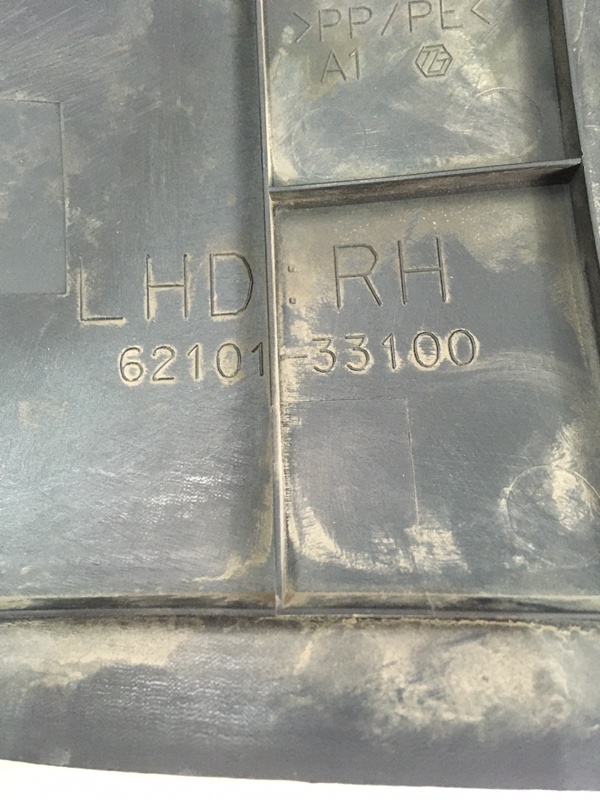 >PP/PE<
A1
LHD:RH
62101-33100